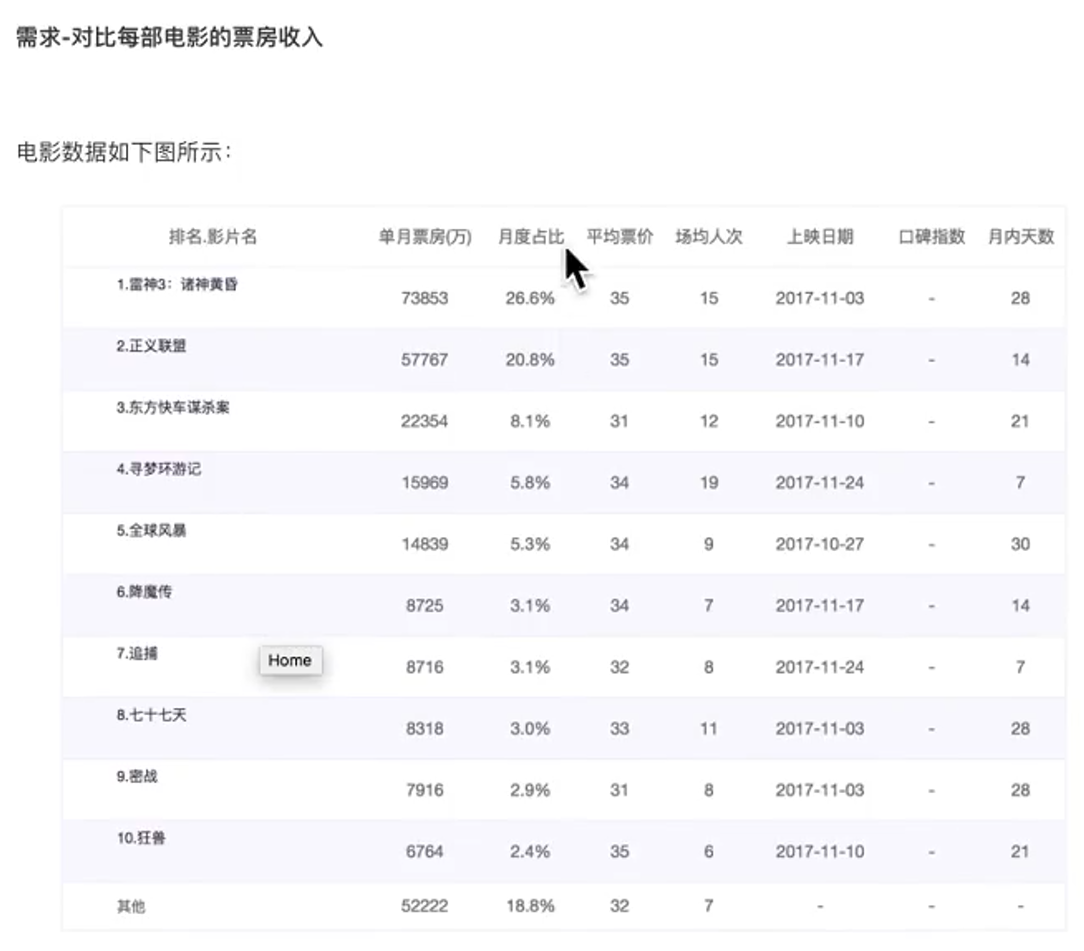 需求-对比每部电影的票房收入
电影数据如下图所示：
排名.影片名 单月票房(万) 月度占比 平均票价 场均人次 上映日期 口碑指数 月内天数
1.雷神3：诸神黄昏 73853 26.6% 35 15 2017-11-03 - 28
2.正义联盟 57767 20.8% 35 15 2017-11-17 - 14
3.东方快车谋杀案 22354 8.1% 31 12 2017-11-10 - 21
4.寻梦环游记 15969 5.8% 34 19 2017-11-24 - 7
5.全球风暴 14839 5.3% 34 9 2017-10-27 - 30
6.降魔传 8725 3.1% 34 7 2017-11-17 - 14
7.追捕 8716 3.1% 32 8 2017-11-24 - 7
Home
8.七十七天 8318 3.0% 33 11 2017-11-03 - 28
9.密战 7916 2.9% 31 8 2017-11-03 - 28
10.狂兽 6764 2.4% 35 6 2017-11-10 - 21
其他 52222 18.8% 32 7 - - -